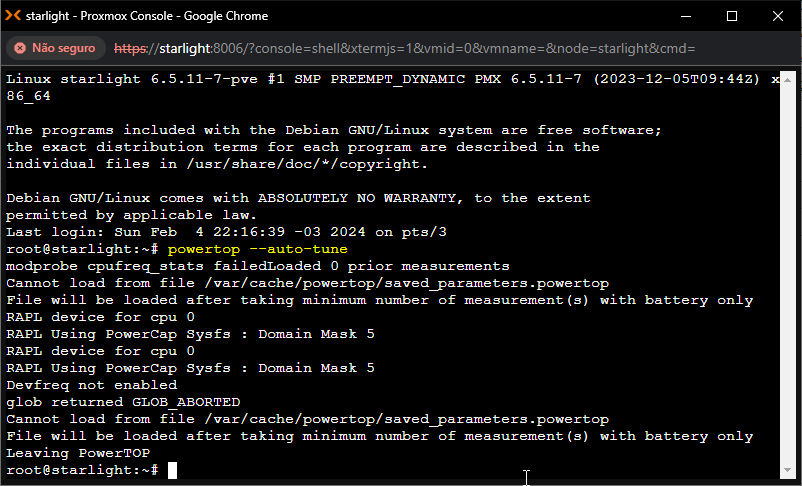 starlight - Proxmox Console - Google Chrome
Não seguro https://starlight:8006/?console=shell&xtermjs=1&vmid=0&vmname=&node=starlight&cmd=
Linux starlight 6.5.11-7-pve #1 SMP PREEMPT_DYNAMIC PMX 6.5.11-7 (2023-12-05T09:44Z) x
86_64
The programs included with the Debian GNU/Linux system are free software;
the exact distribution terms for each program are described in the
individual files in /usr/share/doc/*/copyright.
Debian GNU/Linux comes with ABSOLUTELY NO WARRANTY, to the extent
permitted by applicable law.
Last login: Sun Feb  4 22:16:39 -03 2024 on pts/3
root@starlight:~# powertop --auto-tune
modprobe cpufreq_stats failedLoaded 0 prior measurements
Cannot load from file /var/cache/powertop/saved_parameters.powertop
File will be loaded after taking minimum number of measurement(s) with battery only
RAPL device for cpu 0
RAPL Using PowerCap Sysfs : Domain Mask 5
RAPL device for cpu 0
RAPL Using PowerCap Sysfs : Domain Mask 5
Devfreq not enabled
glob returned GLOB_ABORTED
Cannot load from file /var/cache/powertop/saved_parameters.powertop
File will be loaded after taking minimum number of measurement(s) with battery only
Leaving PowerTOP
root@starlight:~#